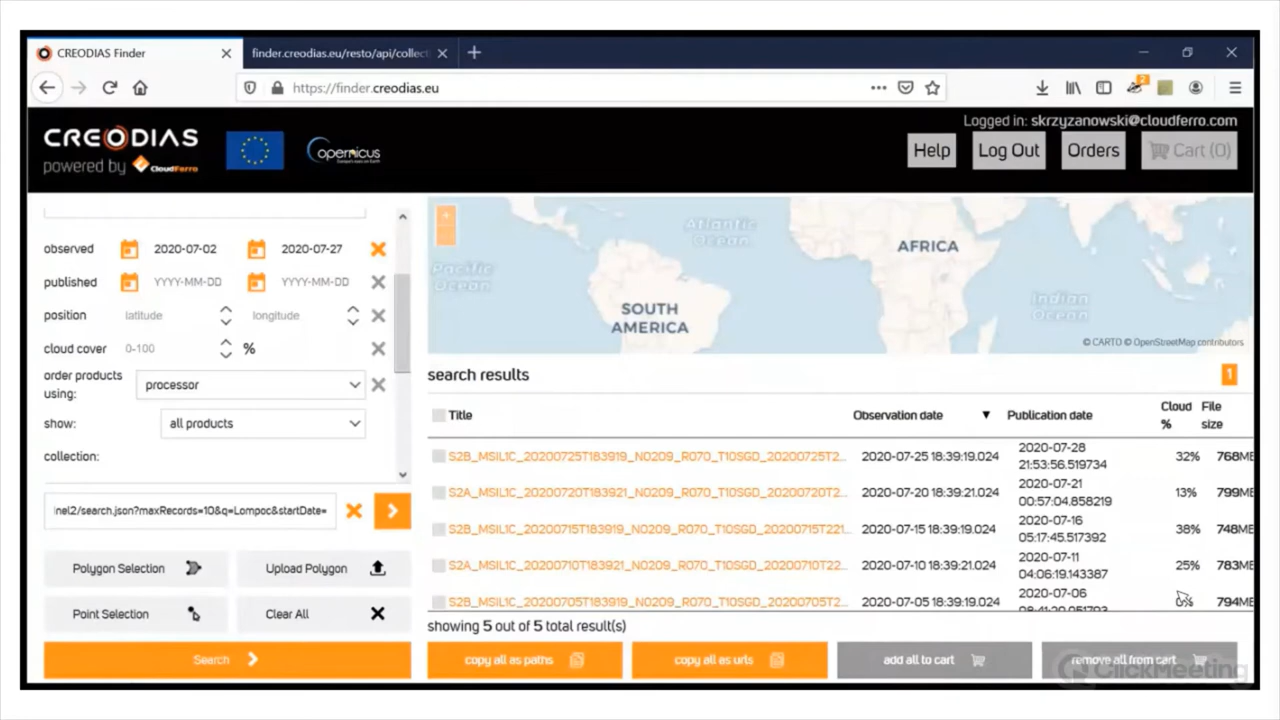 CREODIAS Finder
finder.creodias.eu/resto/api/collect
https://finder.creodias.eu
2
Logged in: skrzyzanowski@cloudferro.com
CREODIAS
powered by CloudFerro
opernicus
Europe's eyes on Earth
Help
Log Out
Orders
Cart (0)
observed 2020-07-02 2020-07-27
published YYYY-MM-DD YYYY-MM-DD
position latitude longitude
cloud cover 0-100 %
order products
using:
processor
show: all products
collection:
nel2/search.json?maxRecords=10&q=Lompoc&startDate=
Polygon Selection
Upload Polygon
Point Selection
Clear All
Search
Atlantic
Ocean
AFRICA
Pacific
Ocean
SOUTH
AMERICA
Indian
Ocean
© CARTO © OpenStreetMap contributors
search results
1
Title
Observation date
Publication date
Cloud
%
File
size
S2B_MSIL1C_20200725T183919_N0209_R070_T10SGD_20200725T2... 2020-07-25 18:39:19.024 2020-07-28 21:53:56.519734 32% 768MB
S2A_MSIL1C_20200720T183921_N0209_R070_T10SGD_20200720T2... 2020-07-20 18:39:21.024 2020-07-21 00:57:04.858219 13% 799MB
S2B_MSIL1C_20200715T183919_N0209_R070_T10SGD_20200715T221... 2020-07-15 18:39:19.024 2020-07-16 05:17:45.517392 38% 748MB
S2A_MSIL1C_20200710T183921_N0209_R070_T10SGD_20200710T22... 2020-07-10 18:39:21.024 2020-07-11 04:06:19.143387 25% 783MB
S2B_MSIL1C_20200705T183919_N0209_R070_T10SGD_20200705T2... 2020-07-05 18:39:19.024 2020-07-06 0% 794MB
showing 5 out of 5 total result(s)
copy all as paths
copy all as urls
add all to cart
remove all from cart
ClickMeeting